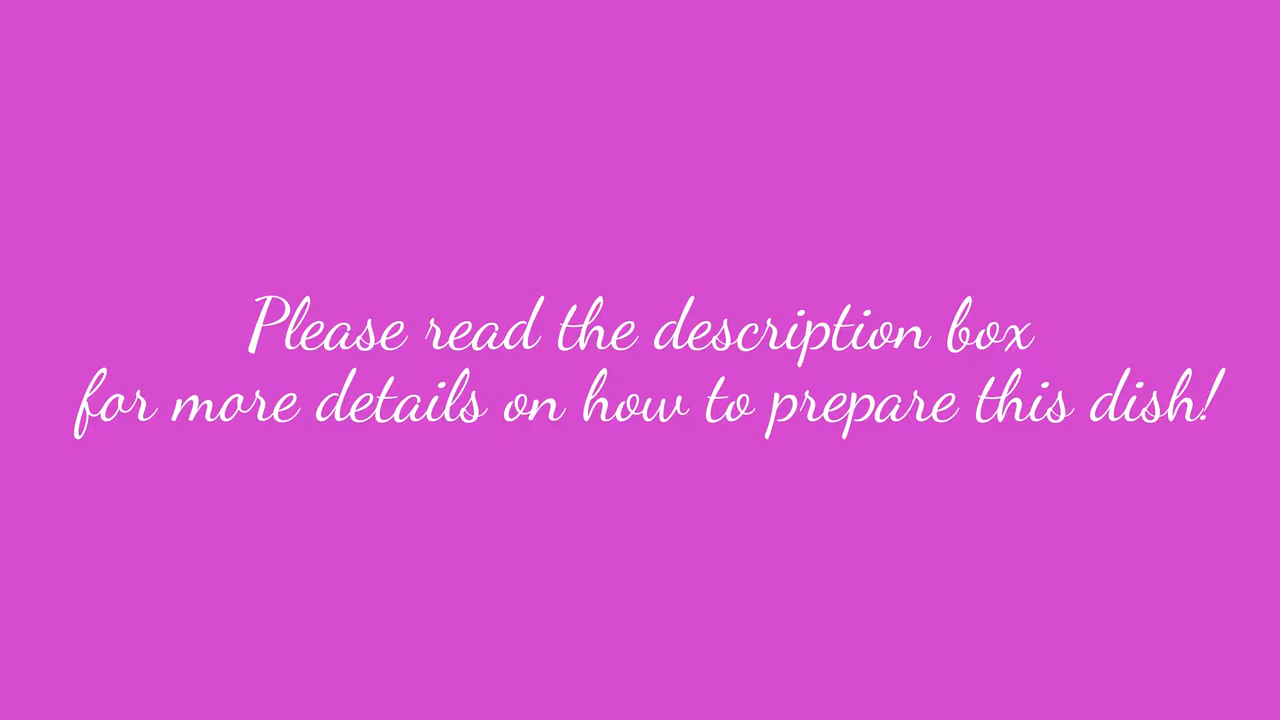 Please read the description box
for more details on how to prepare this dish!